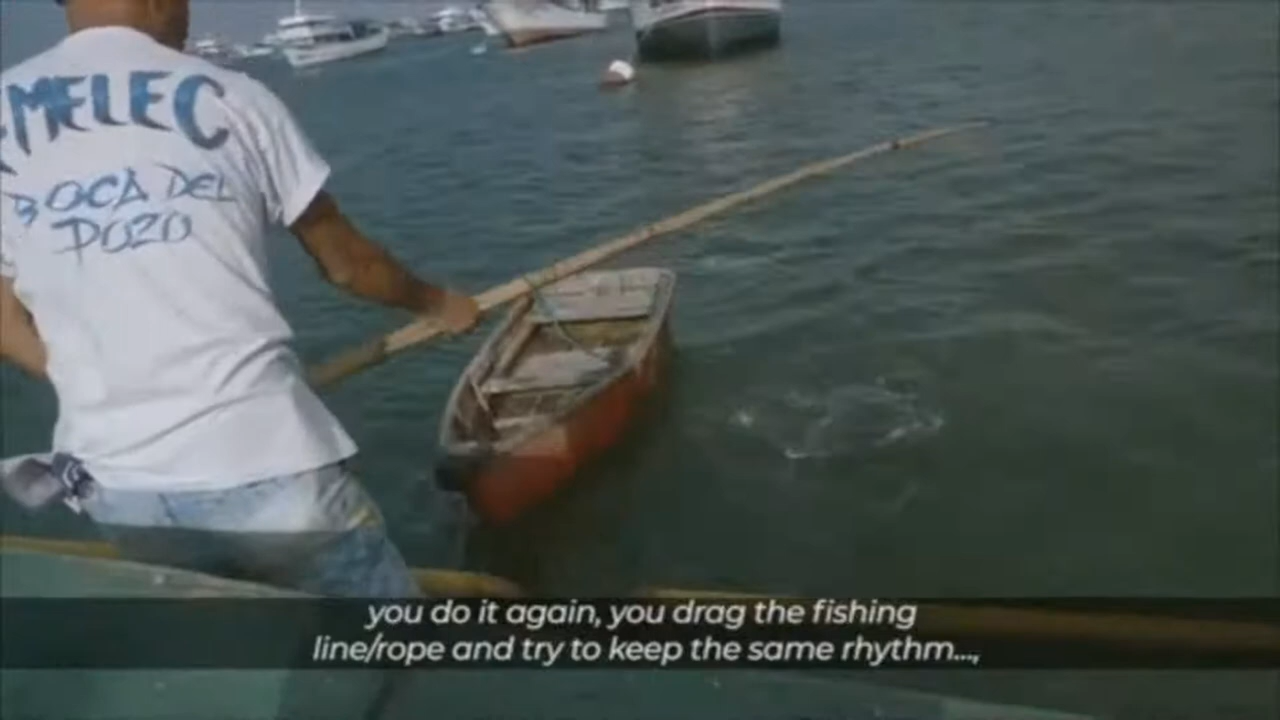 EMELEC
BOCA DEL
POZO
you do it again, you drag the fishing
line/rope and try to keep the same rhythm...,